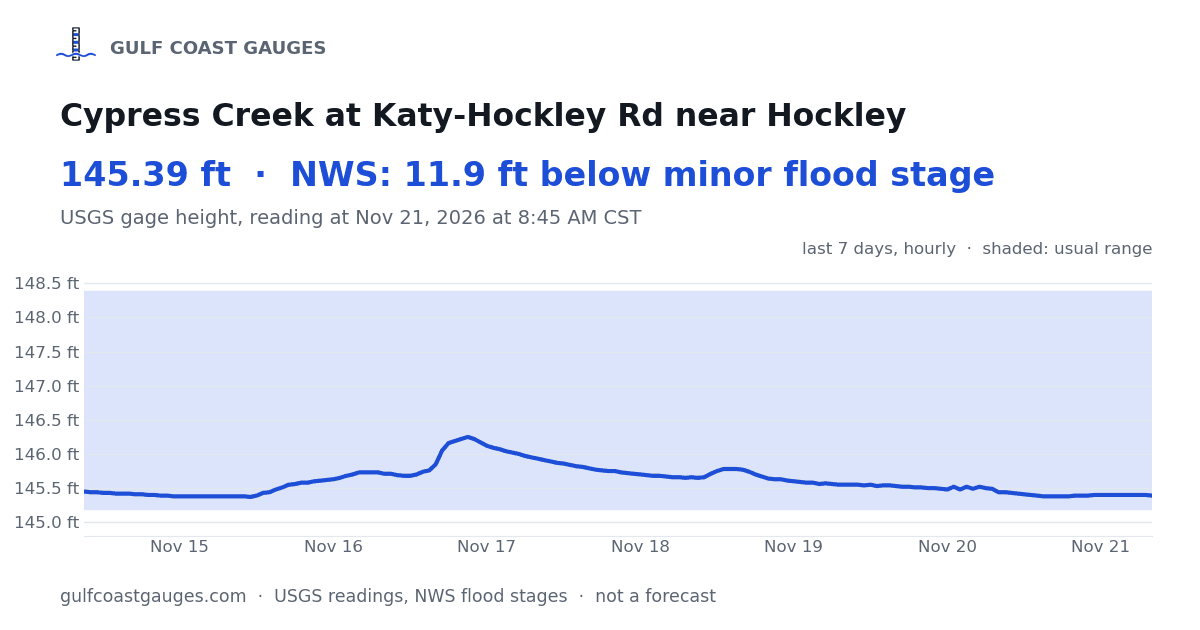 GULF COAST GAUGES
Cypress Creek at Katy-Hockley Rd near Hockley
145.39 ft · NWS: 11.9 ft below minor flood stage
USGS gage height, reading at Nov 21, 2026 at 8:45 AM CST
last 7 days, hourly · shaded: usual range
148.5 ft
148.0 ft
147.5 ft
147.0 ft
146.5 ft
146.0 ft
145.5 ft
145.0 ft
Nov 15 Nov 16 Nov 17 Nov 18 Nov 19 Nov 20 Nov 21
gulfcoastgauges.com · USGS readings, NWS flood stages · not a forecast